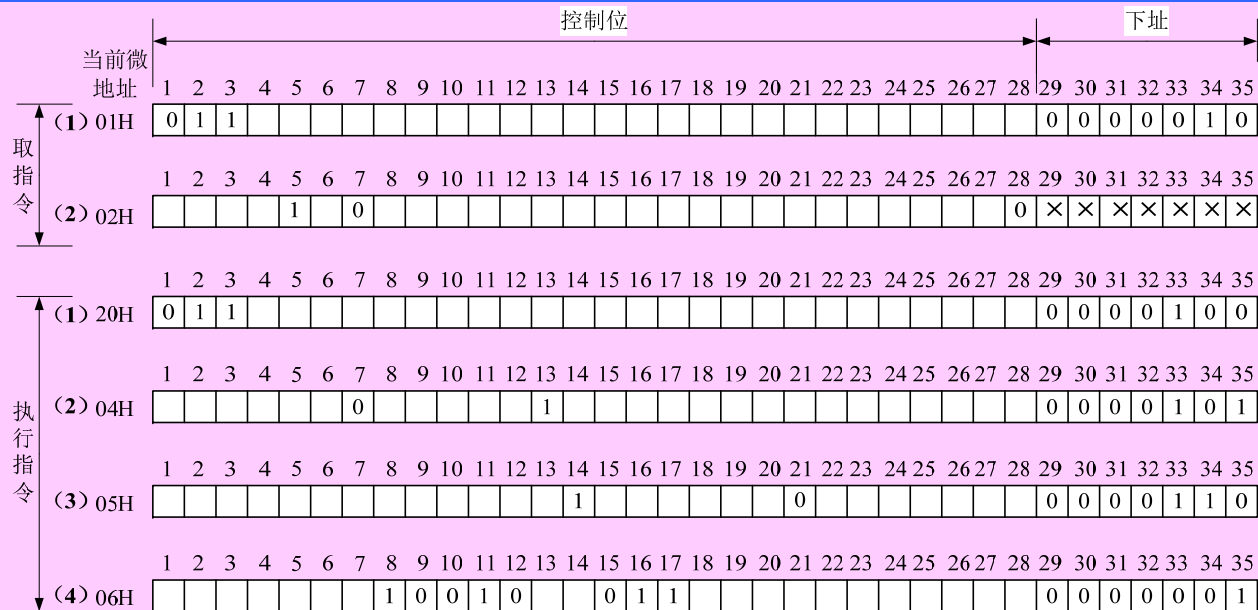 控制位 下址
当前微
地址 1 2 3 4 5 6 7 8 9 10 11 12 13 14 15 16 17 18 19 20 21 22 23 24 25 26 27 28 29 30 31 32 33 34 35
(1) 01H 0 1 1 0 0 0 0 0 1 0
取指令
1 2 3 4 5 6 7 8 9 10 11 12 13 14 15 16 17 18 19 20 21 22 23 24 25 26 27 28 29 30 31 32 33 34 35
(2) 02H 1 0 0 × × × × × × ×
1 2 3 4 5 6 7 8 9 10 11 12 13 14 15 16 17 18 19 20 21 22 23 24 25 26 27 28 29 30 31 32 33 34 35
(1) 20H 0 1 1 0 0 0 0 1 0 0
1 2 3 4 5 6 7 8 9 10 11 12 13 14 15 16 17 18 19 20 21 22 23 24 25 26 27 28 29 30 31 32 33 34 35
(2) 04H 0 1 0 0 0 0 1 0 1
执行指令
1 2 3 4 5 6 7 8 9 10 11 12 13 14 15 16 17 18 19 20 21 22 23 24 25 26 27 28 29 30 31 32 33 34 35
(3) 05H 1 0 0 0 0 0 1 1 0
1 2 3 4 5 6 7 8 9 10 11 12 13 14 15 16 17 18 19 20 21 22 23 24 25 26 27 28 29 30 31 32 33 34 35
(4) 06H 1 0 0 1 0 0 1 1 0 0 0 0 0 0 1